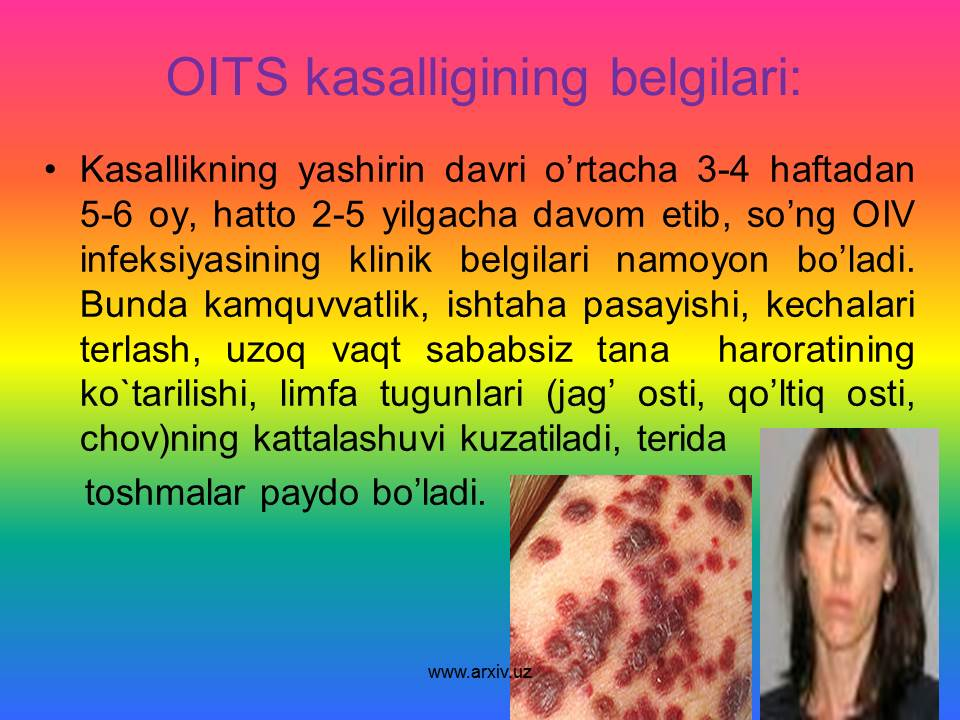 OITS kasalligining belgilari:
• Kasallikning yashirin davri o’rtacha 3-4 haftadan
5-6 oy, hatto 2-5 yilgacha davom etib, so’ng OIV
infeksiyasining klinik belgilari namoyon bo’ladi.
Bunda kamquvvatlik, ishtaha pasayishi, kechalari
terlash, uzoq vaqt sababsiz tana haroratining
ko`tarilishi, limfa tugunlari (jag’ osti, qo’ltiq osti,
chov)ning kattalashuvi kuzatiladi, terida
toshmalar paydo bo’ladi.
www.arxiv.uz